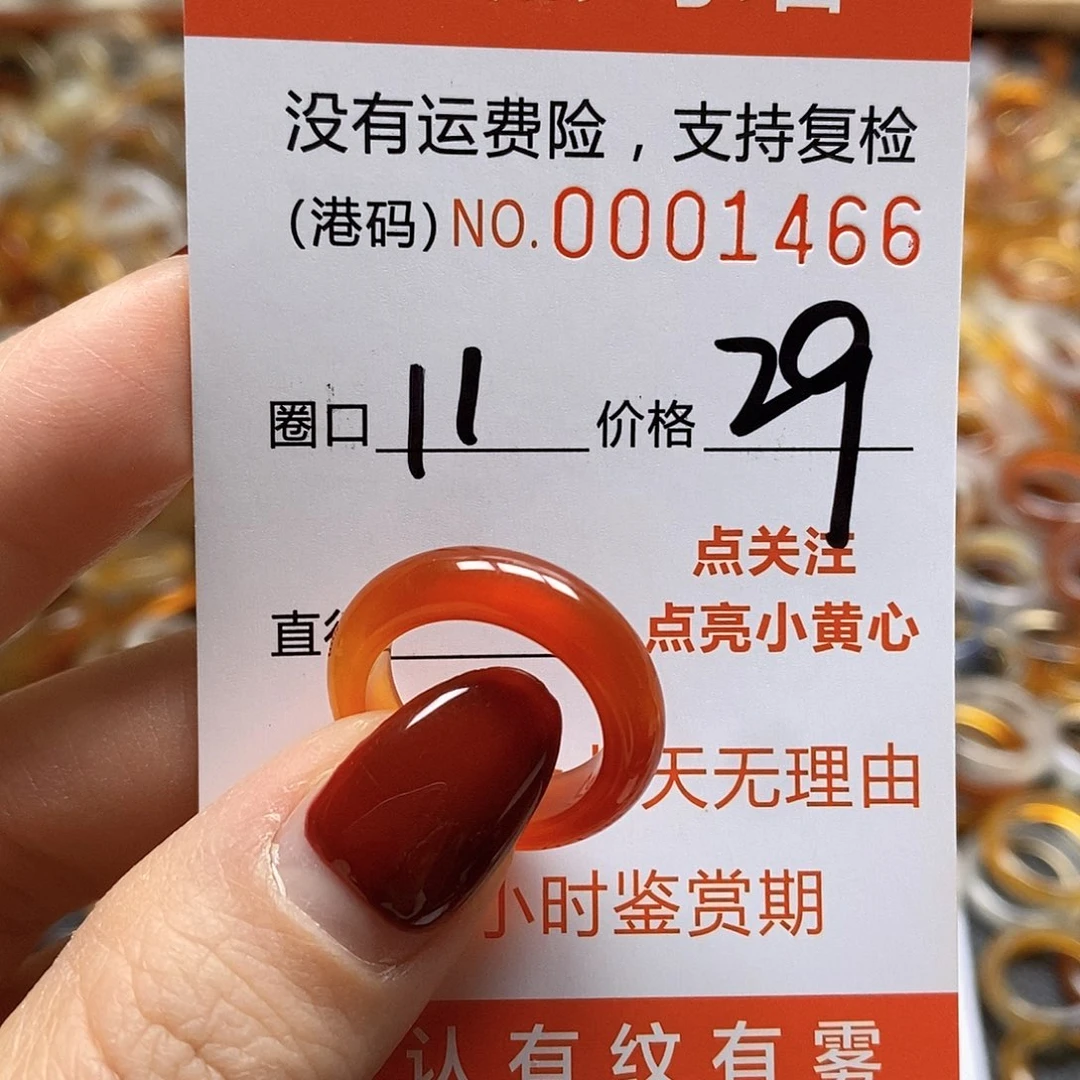 没有运费险，支持复检
(港码) NO. 0001466
圈口 11 价格 29
点关注
直 点亮小黄心
天无理由
小时鉴赏期
认有纹有雾